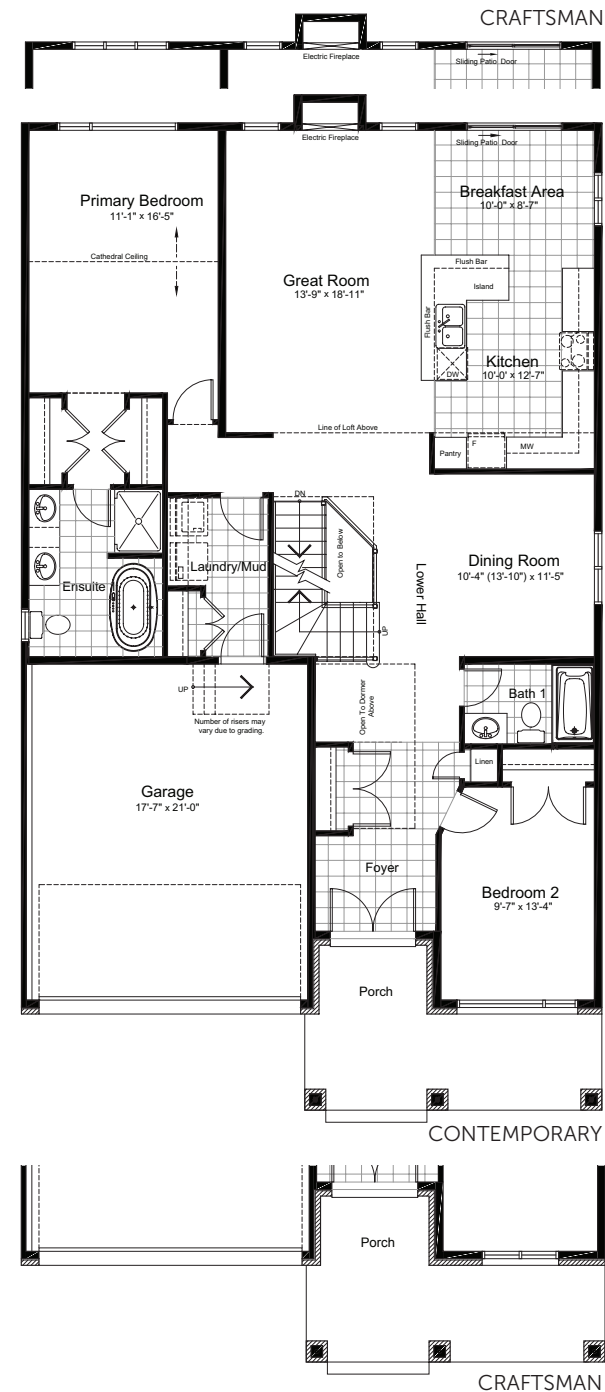 CRAFTSMAN
Electric Fireplace
Sliding Patio Door
Electric Fireplace
Sliding Patio Door
Primary Bedroom
11'-1" x 16'-5"
Cathedral Ceiling
Great Room
13'-9" x 18'-11"
Breakfast Area
10'-0" x 8'-7"
Flush Bar
Island
Flush Bar
DW
Kitchen
10'-0' x 12'-7"
Line of Loft Above
Pantry
F
MW
DN
Open to Below
Laundry/Mud
Ensuite
Lower Hall
Dining Room
10'-4" (13'-10") x 11'-5"
UP
UP
Number of risers may
vary due to grading.
Open To Dormer
Above
Bath 1
Linen
Garage
17'-7" x 21'-0"
Foyer
Bedroom 2
9'-7" x 13'-4"
Porch
CONTEMPORARY
Porch
CRAFTSMAN